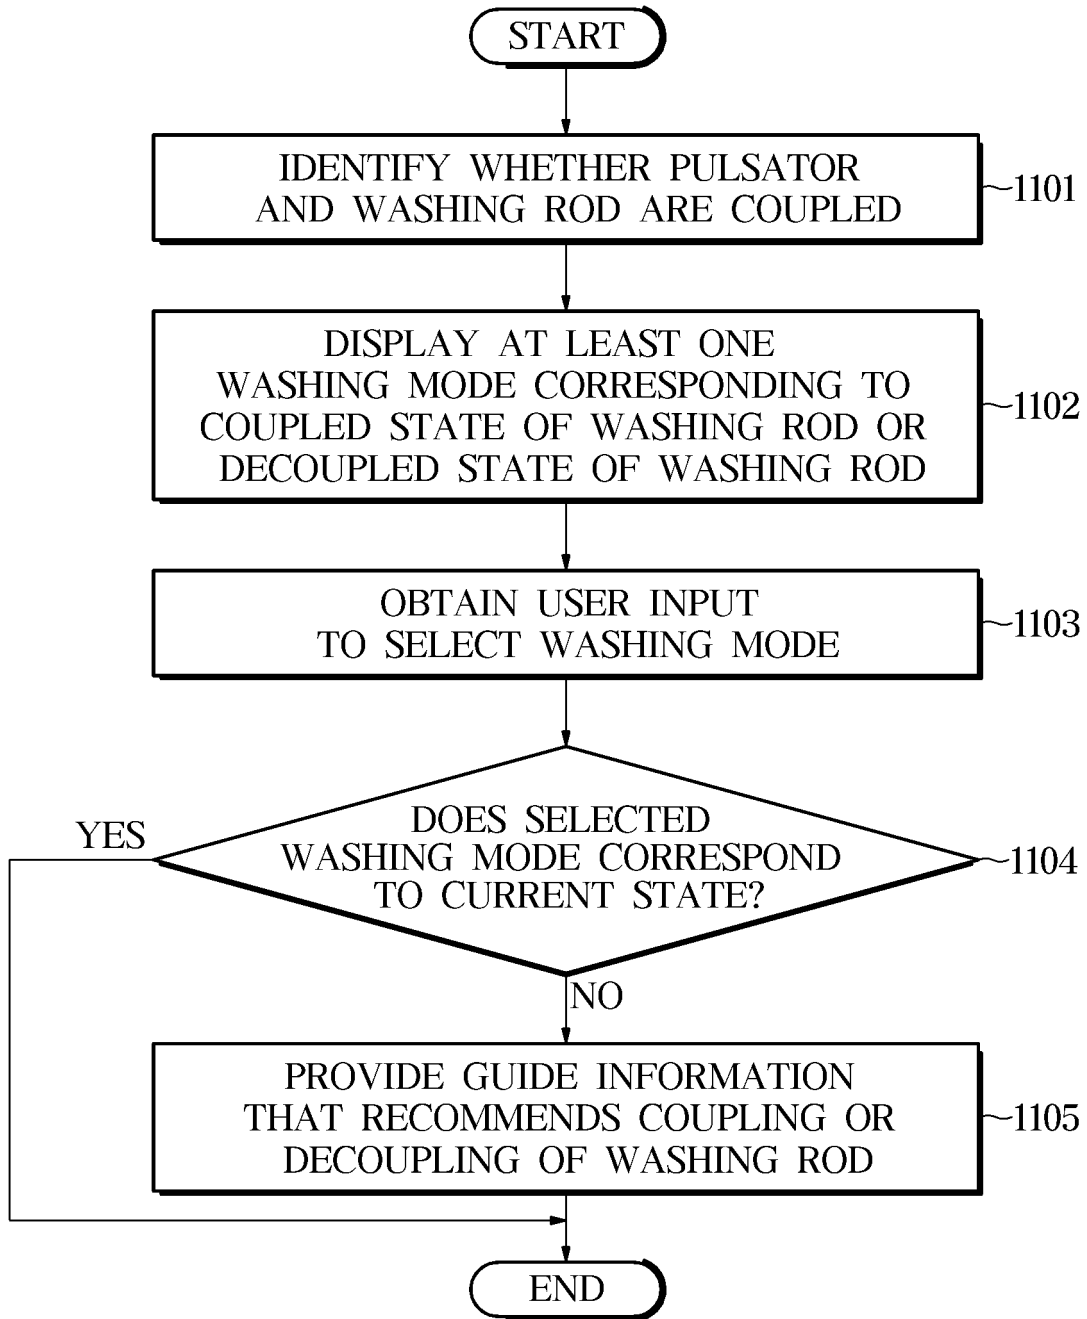 START
IDENTIFY WHETHER PULSATOR
AND WASHING ROD ARE COUPLED
1101
DISPLAY AT LEAST ONE
WASHING MODE CORRESPONDING TO
COUPLED STATE OF WASHING ROD OR
DECOUPLED STATE OF WASHING ROD
1102
OBTAIN USER INPUT
TO SELECT WASHING MODE
1103
YES
DOES SELECTED
WASHING MODE CORRESPOND
TO CURRENT STATE?
1104
NO
PROVIDE GUIDE INFORMATION
THAT RECOMMENDS COUPLING OR
DECOUPLING OF WASHING ROD
1105
END